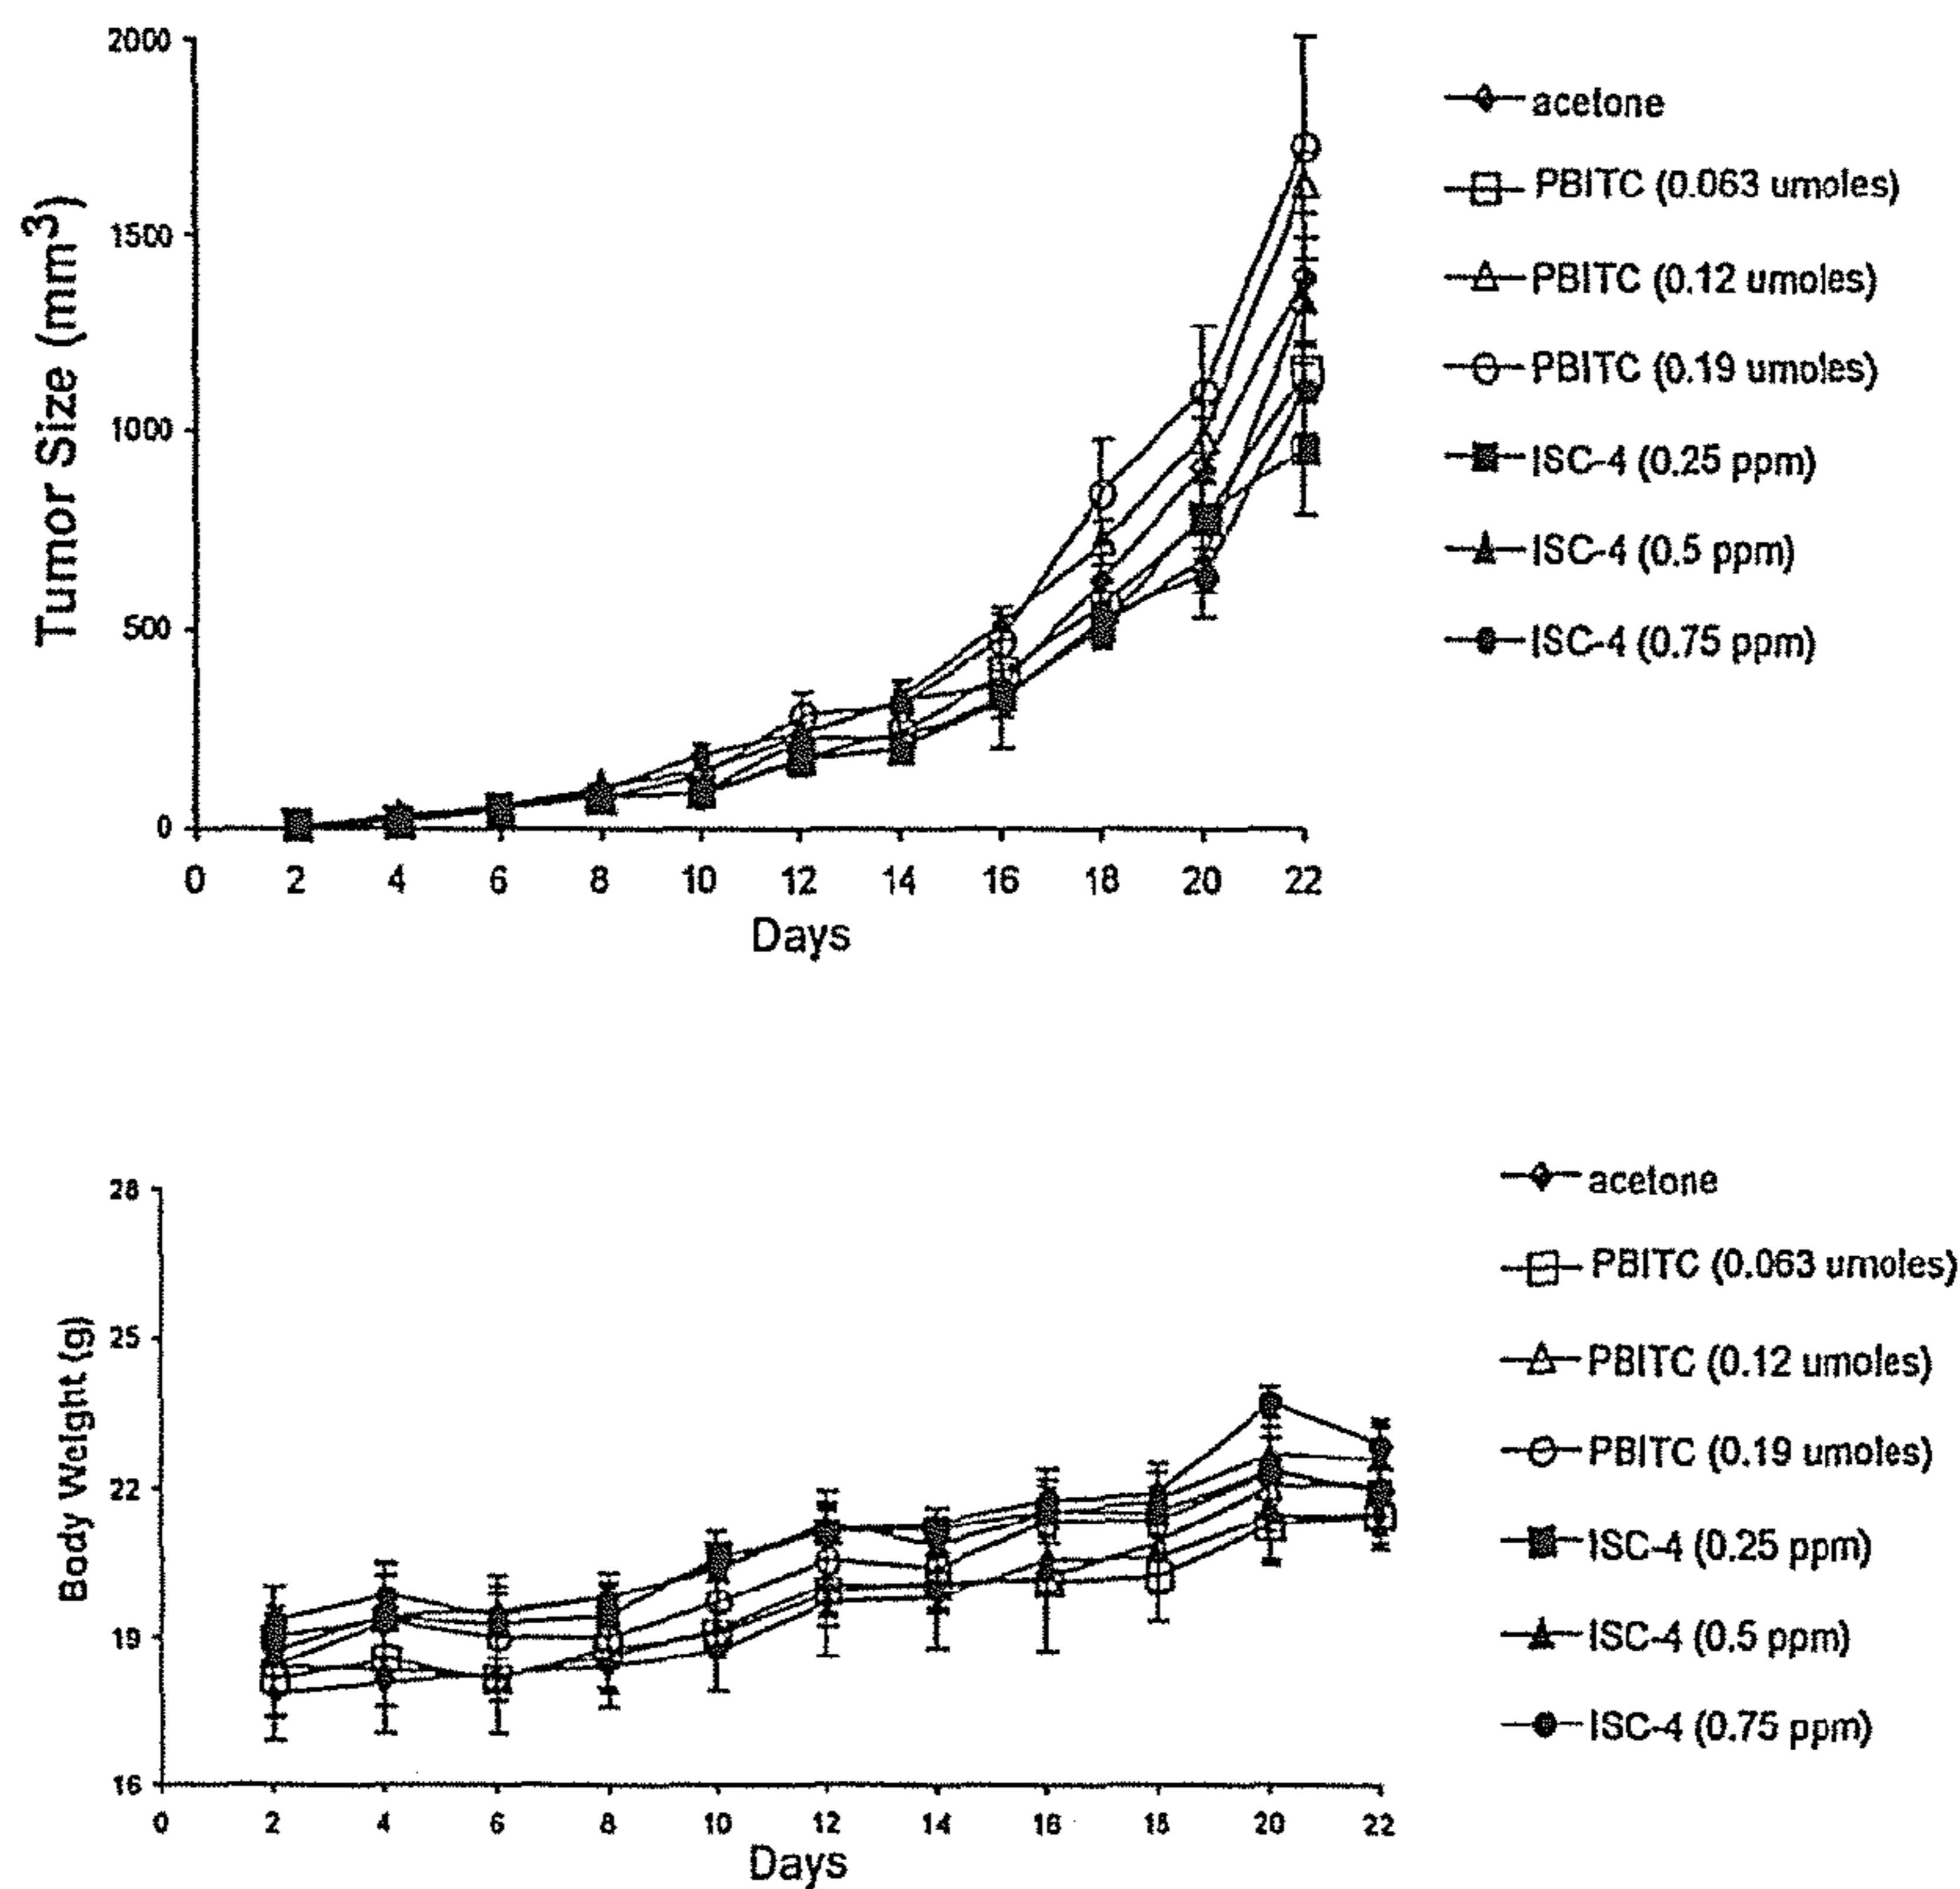 Tumor Size (mm³)
2000
1500
1000
500
0
0 2 4 6 8 10 12 14 16 18 20 22
Days
acetone
PBITC (0.063 umoles)
PBITC (0.12 umoles)
PBITC (0.19 umoles)
ISC-4 (0.25 ppm)
ISC-4 (0.5 ppm)
ISC-4 (0.75 ppm)
Body Weight (g)
28
25
22
19
16
0 2 4 6 8 10 12 14 16 18 20 22
Days
acetone
PBITC (0.063 umoles)
PBITC (0.12 umoles)
PBITC (0.19 umoles)
ISC-4 (0.25 ppm)
ISC-4 (0.5 ppm)
ISC-4 (0.75 ppm)